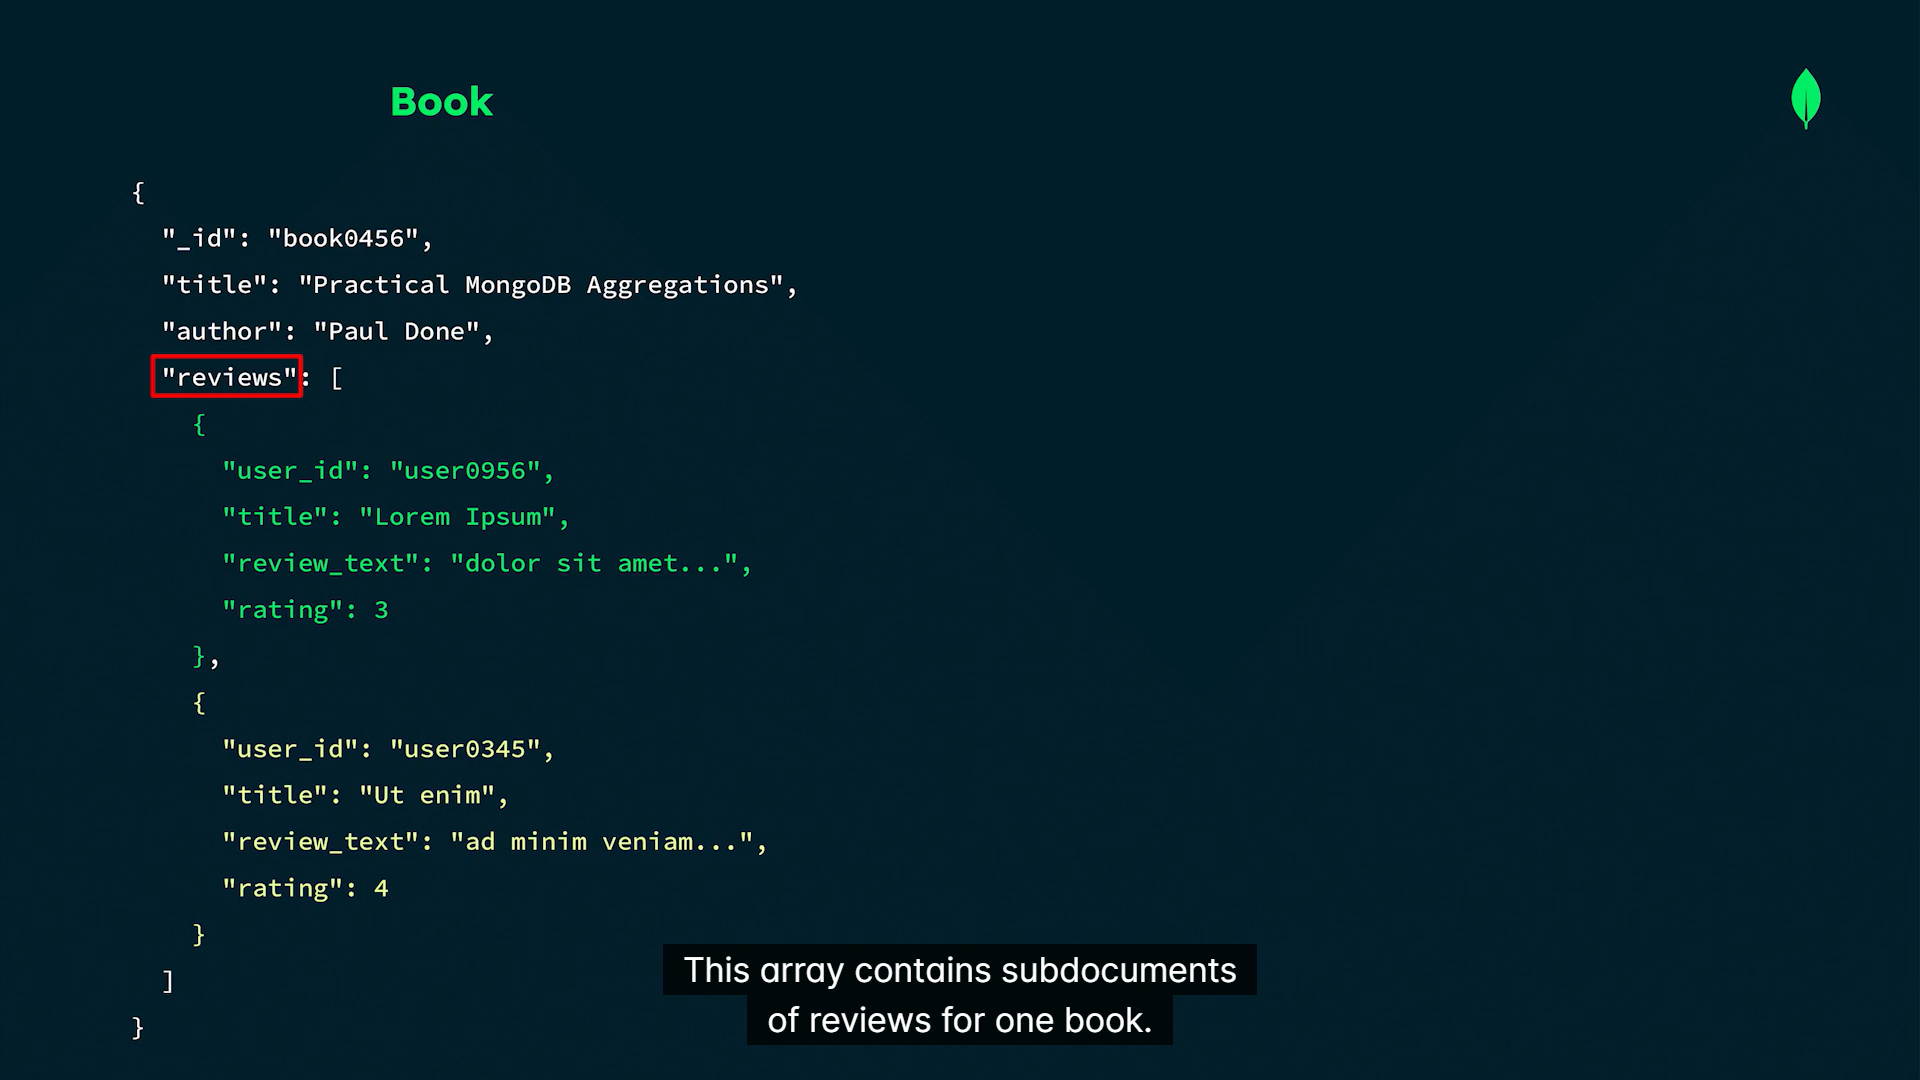 Book
{
"_id": "book0456",
"title": "Practical MongoDB Aggregations",
"author": "Paul Done",
"reviews": [
{
"user_id": "user0956",
"title": "Lorem Ipsum",
"review_text": "dolor sit amet...",
"rating": 3
},
{
"user_id": "user0345",
"title": "Ut enim",
"review_text": "ad minim veniam...",
"rating": 4
}
]
}
This array contains subdocuments
of reviews for one book.